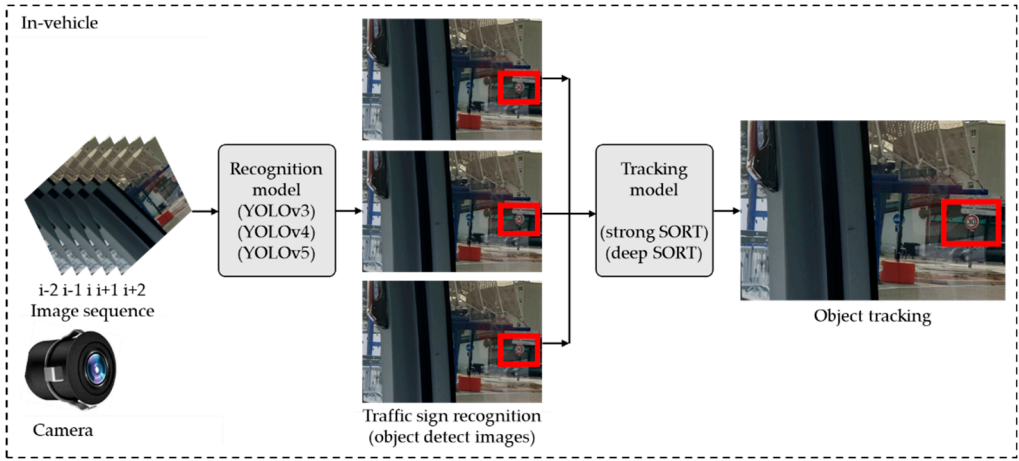 In-vehicle
i-2 i-1 i i+1 i+2
Image sequence
Camera
Recognition
model
(YOLOv3)
(YOLOv4)
(YOLOv5)
Traffic sign recognition
(object detect images)
Tracking
model
(strong SORT)
(deep SORT)
Object tracking